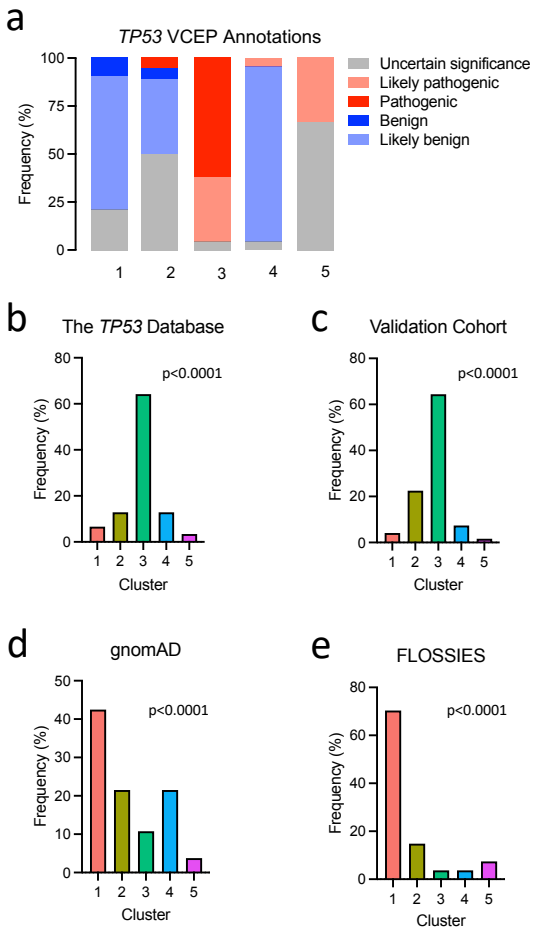 a
TP53 VCEP Annotations
Frequency (%)
100
75
50
25
0
1 2 3 4 5
Uncertain significance
Likely pathogenic
Pathogenic
Benign
Likely benign
b
The TP53 Database
p<0.0001
Frequency (%)
80
60
40
20
0
1 2 3 4 5
Cluster
c
Validation Cohort
p<0.0001
Frequency (%)
80
60
40
20
0
1 2 3 4 5
Cluster
d
gnomAD
p<0.0001
Frequency (%)
50
40
30
20
10
0
1 2 3 4 5
Cluster
e
FLOSSIES
p<0.0001
Frequency (%)
80
60
40
20
0
1 2 3 4 5
Cluster